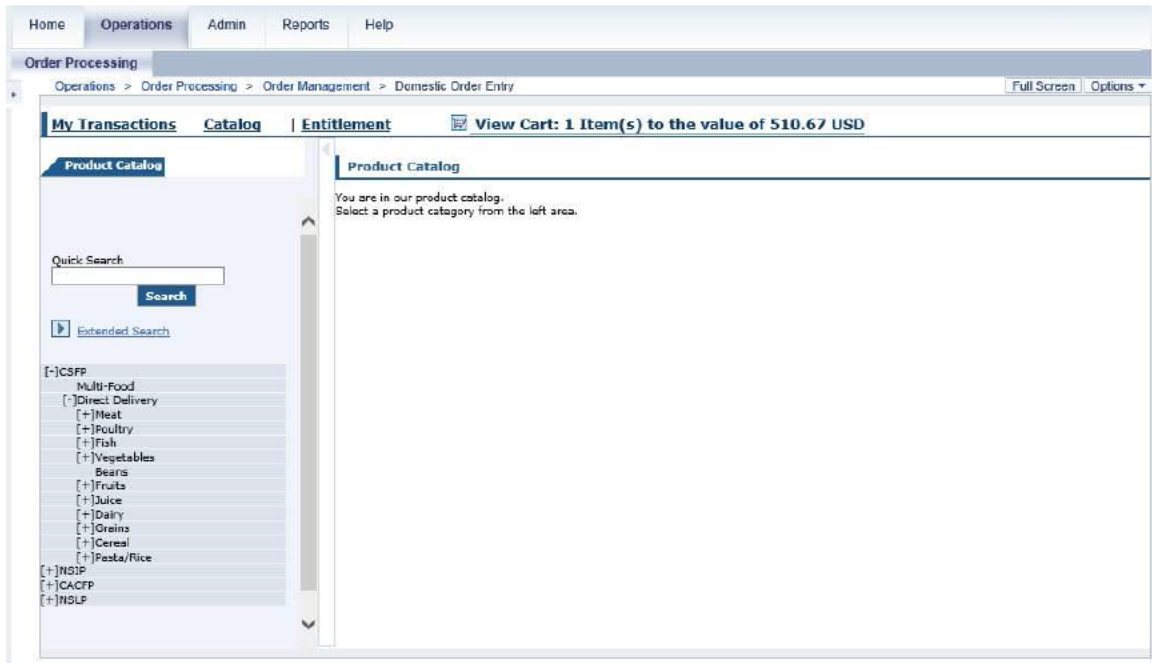 Home Operations Admin Reports Help
Order Processing
Operations > Order Processing > Order Management > Domestic Order Entry Full Screen Options
My Transactions Catalog | Entitlement View Cart: 1 Item(s) to the value of 510.67 USD
Product Catalog
Product Catalog
You are in our product catalog.
Select a product category from the left area.
Quick Search
Search
Extended Search
[-]CSFP
Multi-Food
[-]Direct Delivery
[+]Meat
[+]Poultry
[+]Fish
[+]Vegetables
Beans
[+]Fruits
[+]Juice
[+]Dairy
[+]Grains
[+]Cereal
[+]Pasta/Rice
[+]NSIP
[+]CACFP
[+]NSLP